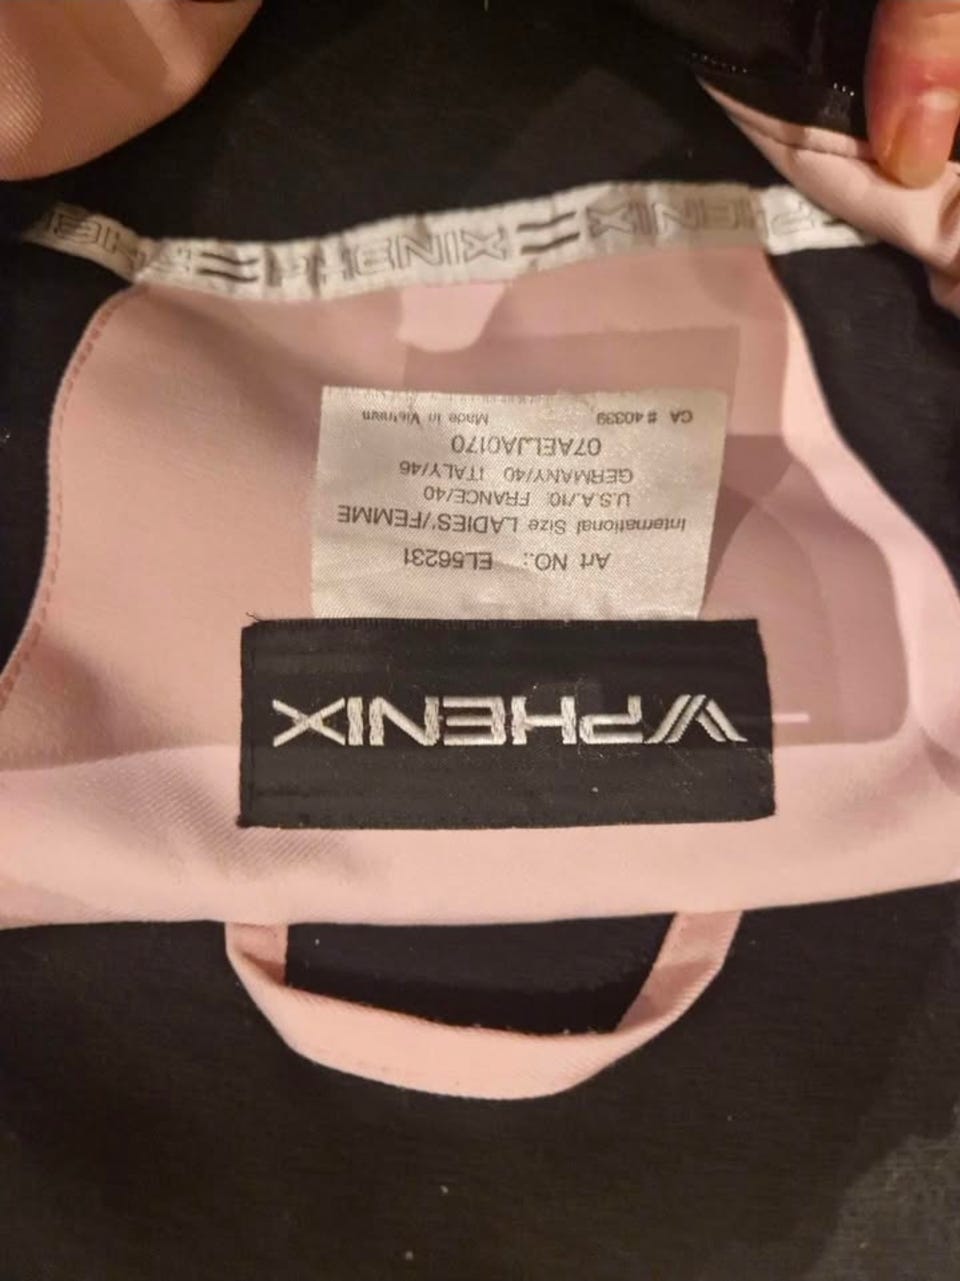 PHENIX
Art NO.: EL56231
International Size LADIES'/FEMME
U.S.A./10 FRANCE/40
GERMANY/40 ITALY/46
07AELJA0170
CA # 40339 Made in Vietnam
PHENIX PHENIX